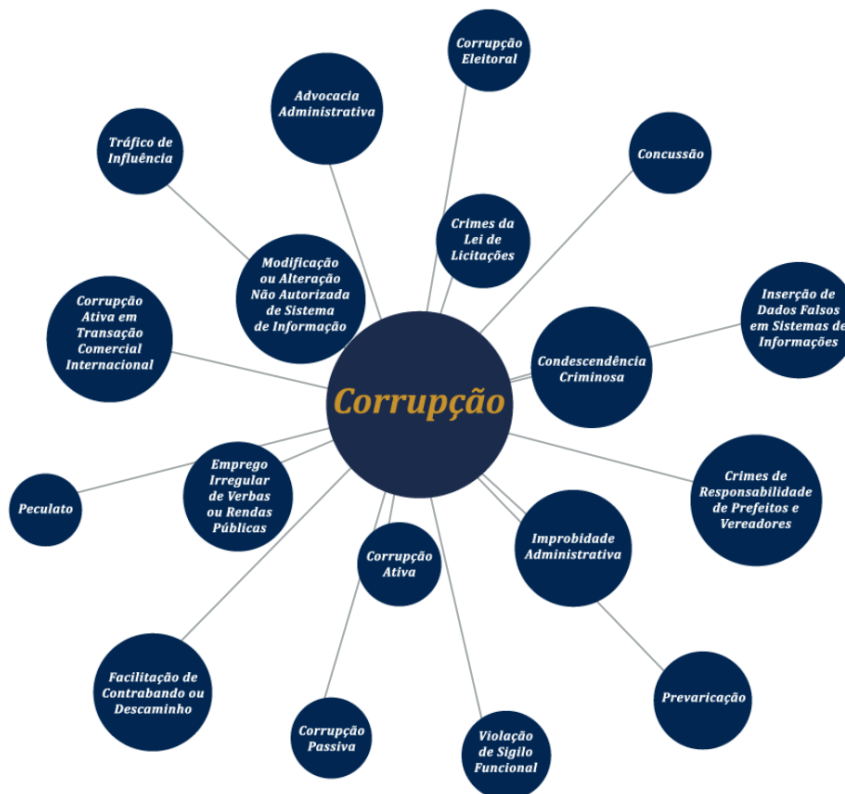 Corrupção
Eleitoral
Advocacia
Administrativa
Tráfico de
Influência
Concussão
Crimes da
Lei de
Licitações
Modificação
ou Alteração
Não Autorizada
de Sistema
de Informação
Corrupção
Ativa em
Transação
Comercial
Internacional
Inserção de
Dados Falsos
em Sistemas de
Informações
Condescendência
Criminosa
Corrupção
Peculato
Emprego
Irregular
de Verbas
ou Rendas
Públicas
Crimes de
Responsabilidade
de Prefeitos e
Vereadores
Improbidade
Administrativa
Corrupção
Ativa
Facilitação de
Contrabando ou
Descaminho
Prevaricação
Corrupção
Passiva
Violação
de Sigilo
Funcional